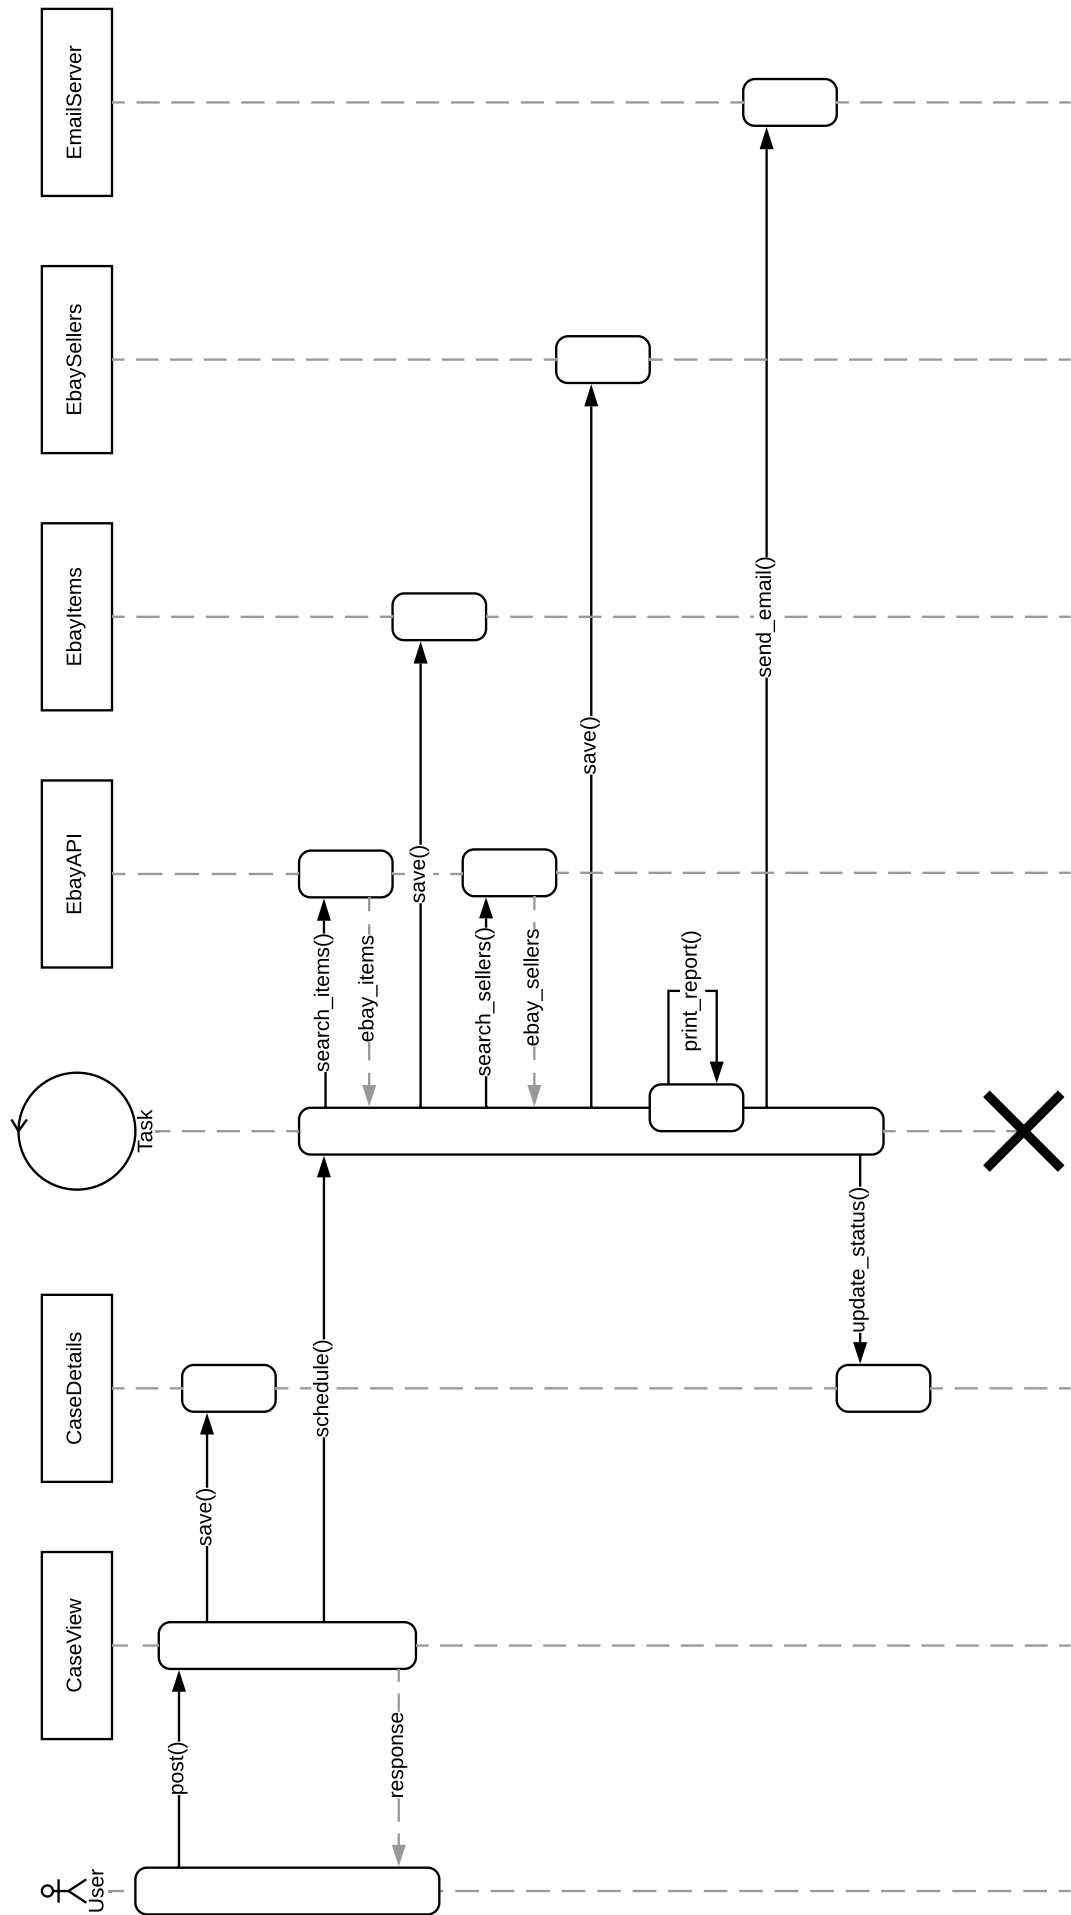 User
CaseView
CaseDetails
Task
EbayAPI
EbayItems
EbaySellers
EmailServer
post()
save()
schedule()
search_items()
ebay_items
response
save()
search_sellers()
ebay_sellers
save()
print_report()
send_email()
update_status()